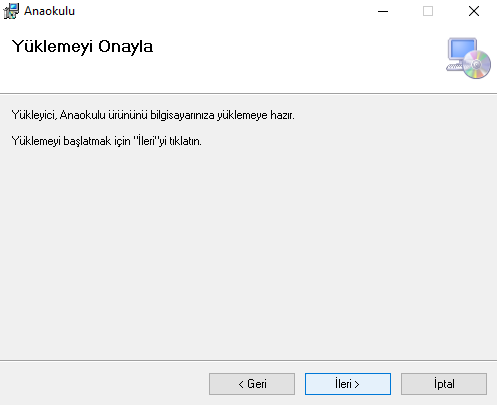 Anaokulu
Yüklemeyi Onayla
Yükleyici, Anaokulu ürününü bilgisayarınıza yüklemeye hazır.
Yüklemeyi başlatmak için "İleri"yi tıklatın.
< Geri
İleri >
İptal